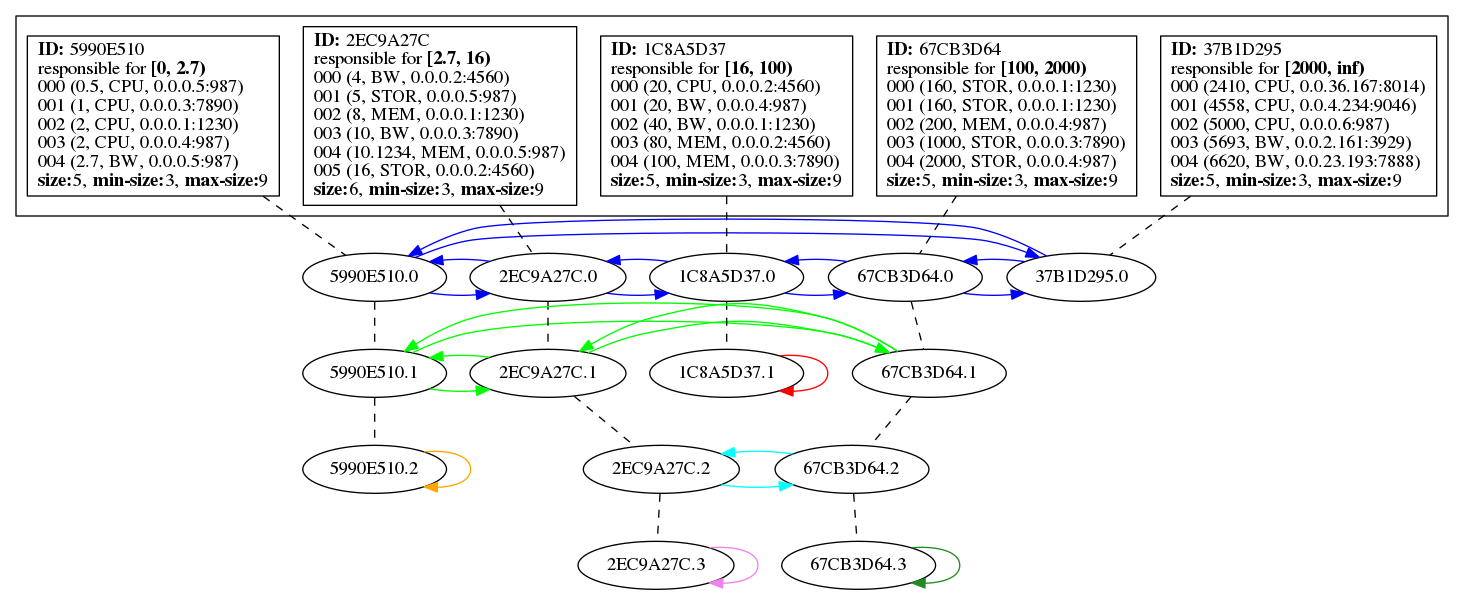 ID: 5990E510
responsible for [0, 2.7)
000 (0.5, CPU, 0.0.0.5:987)
001 (1, CPU, 0.0.0.3:7890)
002 (2, CPU, 0.0.0.1:1230)
003 (2, CPU, 0.0.0.4:987)
004 (2.7, BW, 0.0.0.5:987)
size:5, min-size:3, max-size:9
ID: 2EC9A27C
responsible for [2.7, 16)
000 (4, BW, 0.0.0.2:4560)
001 (5, STOR, 0.0.0.5:987)
002 (8, MEM, 0.0.0.1:1230)
003 (10, BW, 0.0.0.3:7890)
004 (10.1234, MEM, 0.0.0.5:987)
005 (16, STOR, 0.0.0.2:4560)
size:6, min-size:3, max-size:9
ID: 1C8A5D37
responsible for [16, 100)
000 (20, CPU, 0.0.0.2:4560)
001 (20, BW, 0.0.0.4:987)
002 (40, BW, 0.0.0.1:1230)
003 (80, MEM, 0.0.0.2:4560)
004 (100, MEM, 0.0.0.3:7890)
size:5, min-size:3, max-size:9
ID: 67CB3D64
responsible for [100, 2000)
000 (160, STOR, 0.0.0.1:1230)
001 (160, STOR, 0.0.0.1:1230)
002 (200, MEM, 0.0.0.4:987)
003 (1000, STOR, 0.0.0.3:7890)
004 (2000, STOR, 0.0.0.4:987)
size:5, min-size:3, max-size:9
ID: 37B1D295
responsible for [2000, inf)
000 (2410, CPU, 0.0.36.167:8014)
001 (4558, CPU, 0.0.4.234:9046)
002 (5000, CPU, 0.0.0.6:987)
003 (5693, BW, 0.0.2.161:3929)
004 (6620, BW, 0.0.23.193:7888)
size:5, min-size:3, max-size:9
5990E510.0
2EC9A27C.0
1C8A5D37.0
67CB3D64.0
37B1D295.0
5990E510.1
2EC9A27C.1
1C8A5D37.1
67CB3D64.1
5990E510.2
2EC9A27C.2
67CB3D64.2
2EC9A27C.3
67CB3D64.3